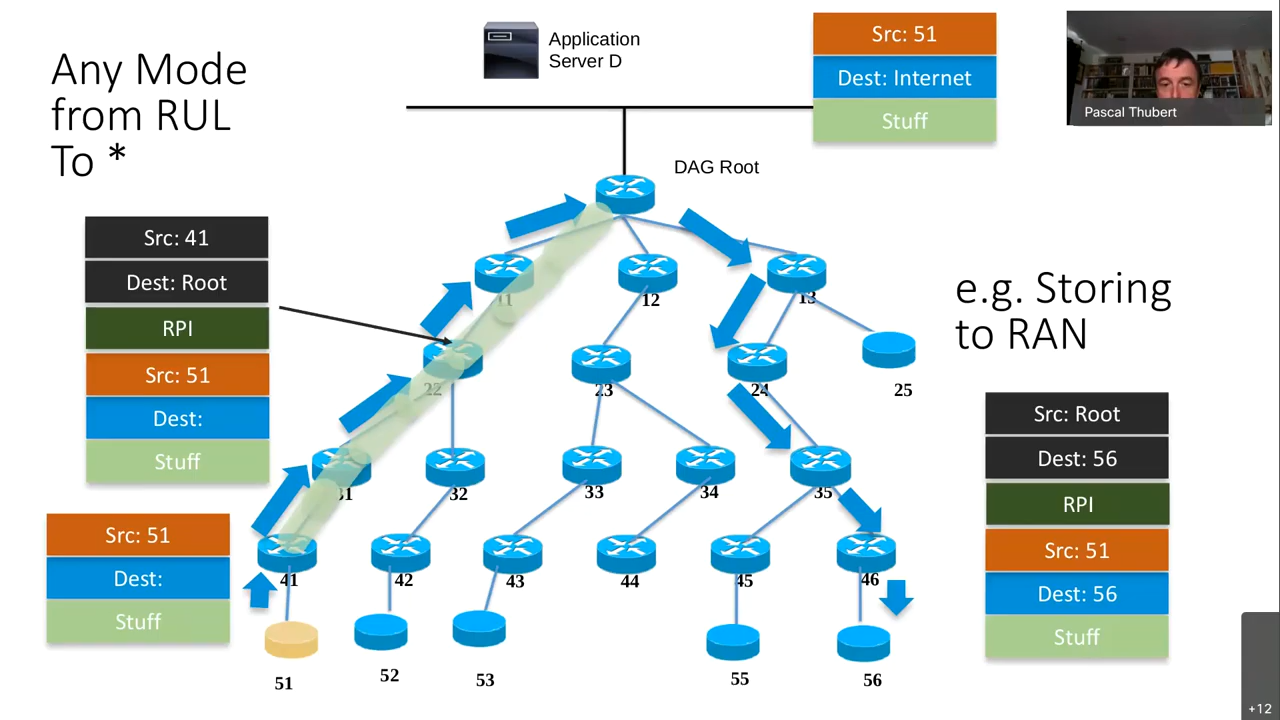 Any Mode
from RUL
To *
Application
Server D
Src: 51
Dest: Internet
Stuff
Pascal Thubert
DAG Root
Src: 41
Dest: Root
RPI
Src: 51
Dest:
Stuff
11
12
13
e.g. Storing
to RAN
22
23
24
25
Src: Root
Dest: 56
RPI
Src: 51
Dest: 56
Stuff
31
32
33
34
35
Src: 51
Dest:
Stuff
41
42
43
44
45
46
51
52
53
55
56
+12